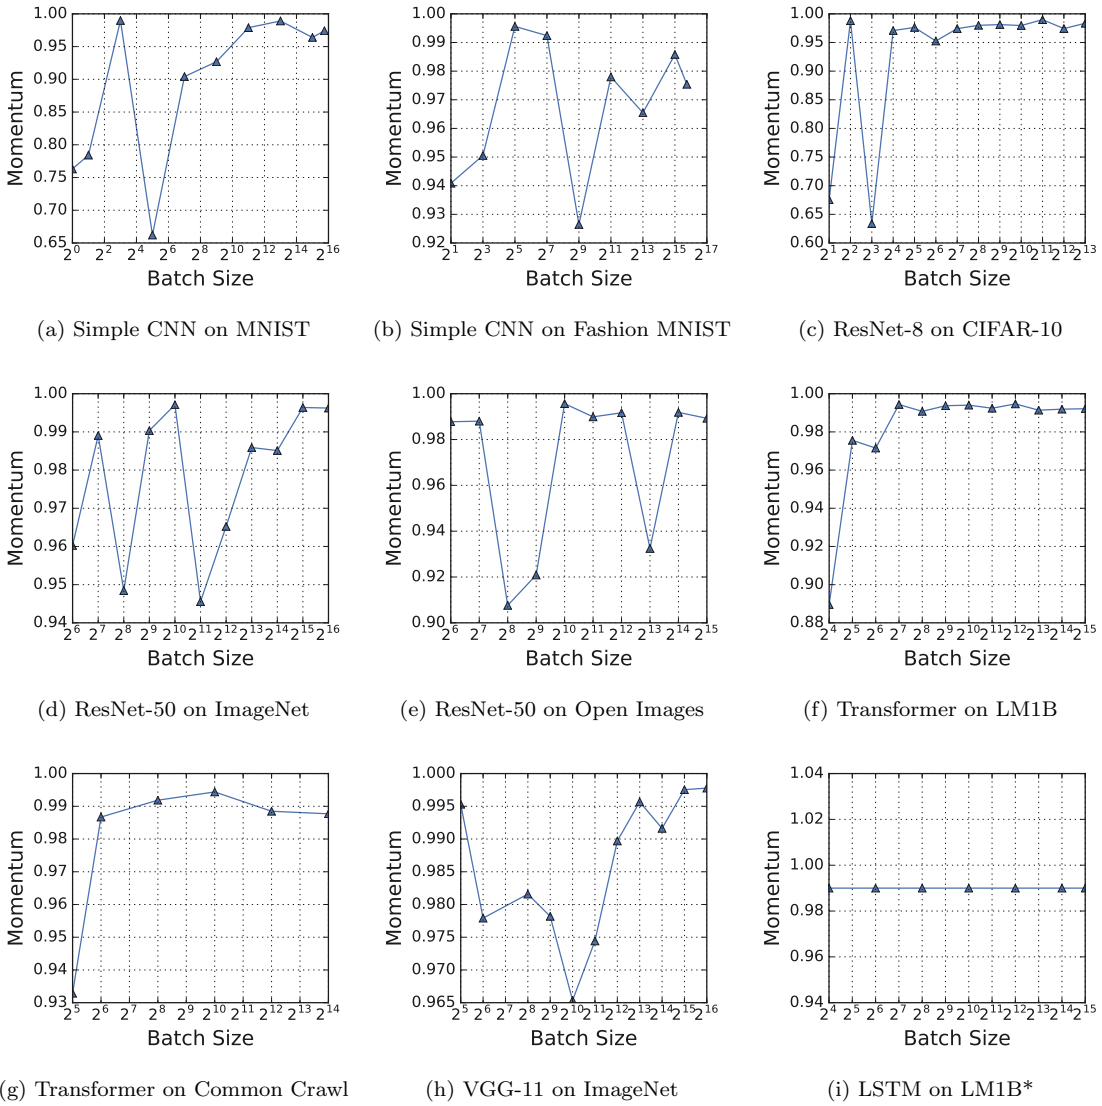 1.00
0.95
0.90
0.85
0.80
0.75
0.70
0.65
Momentum
2^0 2^2 2^4 2^6 2^8 2^10 2^12 2^14 2^16
Batch Size
(a) Simple CNN on MNIST
1.00
0.99
0.98
0.97
0.96
0.95
0.94
0.93
0.92
Momentum
2^1 2^3 2^5 2^7 2^9 2^11 2^13 2^15 2^17
Batch Size
(b) Simple CNN on Fashion MNIST
1.00
0.95
0.90
0.85
0.80
0.75
0.70
0.65
0.60
Momentum
2^1 2^2 2^3 2^4 2^5 2^6 2^7 2^8 2^9 2^10 2^11 2^12 2^13
Batch Size
(c) ResNet-8 on CIFAR-10
1.00
0.99
0.98
0.97
0.96
0.95
0.94
Momentum
2^6 2^7 2^8 2^9 2^10 2^11 2^12 2^13 2^14 2^15 2^16
Batch Size
(d) ResNet-50 on ImageNet
1.00
0.98
0.96
0.94
0.92
0.90
Momentum
2^6 2^7 2^8 2^9 2^10 2^11 2^12 2^13 2^14 2^15
Batch Size
(e) ResNet-50 on Open Images
1.00
0.98
0.96
0.94
0.92
0.90
0.88
Momentum
2^4 2^5 2^6 2^7 2^8 2^9 2^10 2^11 2^12 2^13 2^14 2^15
Batch Size
(f) Transformer on LM1B
1.00
0.99
0.98
0.97
0.96
0.95
0.94
0.93
Momentum
2^5 2^6 2^7 2^8 2^9 2^10 2^11 2^12 2^13 2^14
Batch Size
(g) Transformer on Common Crawl
1.000
0.995
0.990
0.985
0.980
0.975
0.970
0.965
Momentum
2^5 2^6 2^7 2^8 2^9 2^10 2^11 2^12 2^13 2^14 2^15 2^16
Batch Size
(h) VGG-11 on ImageNet
1.04
1.02
1.00
0.98
0.96
0.94
Momentum
2^4 2^5 2^6 2^7 2^8 2^9 2^10 2^11 2^12 2^13 2^14 2^15
Batch Size
(i) LSTM on LM1B*